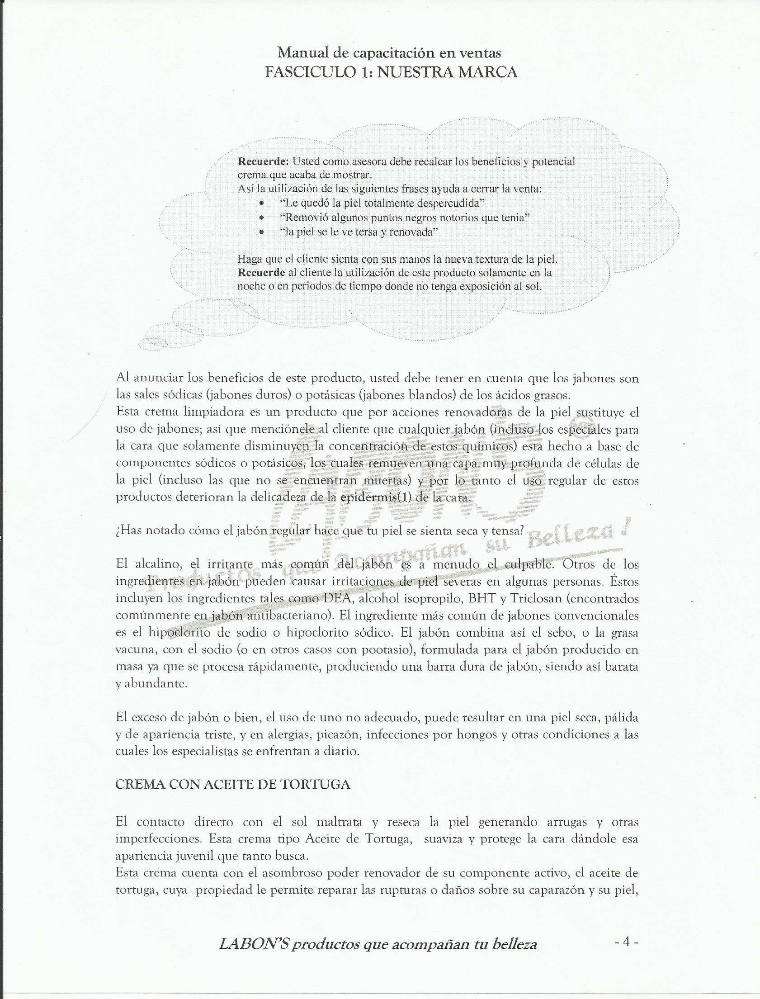 Manual de capacitación en ventas
FASCICULO 1: NUESTRA MARCA
Recuerde: Usted como asesora debe recalcar los beneficios y potencial
crema que acaba de mostrar.
Así la utilización de las siguientes frases ayuda a cerrar la venta:
• “Le quedó la piel totalmente despercudida”
• “Removió algunos puntos negros notorios que tenia”
• “la piel se le ve tersa y renovada”
Haga que el cliente sienta con sus manos la nueva textura de la piel.
Recuerde al cliente la utilización de este producto solamente en la
noche o en periodos de tiempo donde no tenga exposición al sol.
Al anunciar los beneficios de este producto, usted debe tener en cuenta que los jabones son
las sales sódicas (jabones duros) o potásicas (jabones blandos) de los ácidos grasos.
Esta crema limpiadora es un producto que por acciones renovadoras de la piel sustituye el
uso de jabones; así que menciónele al cliente que cualquier jabón (incluso los especiales para
la cara que solamente disminuyen la concentración de estos químicos) esta hecho a base de
componentes sódicos o potásicos, los cuales remueven una capa muy profunda de células de
la piel (incluso las que no se encuentran muertas) y por lo tanto el uso regular de estos
productos deterioran la delicadeza de la epidermis(1) de la cara.
¿Has notado cómo el jabón regular hace que tu piel se sienta seca y tensa?
El alcalino, el irritante más común del jabón es a menudo el culpable. Otros de los
ingredientes en jabón pueden causar irritaciones de piel severas en algunas personas. Éstos
incluyen los ingredientes tales como DEA, alcohol isopropilo, BHT y Triclosan (encontrados
comúnmente en jabón antibacteriano). El ingrediente más común de jabones convencionales
es el hipoclorito de sodio o hipoclorito sódico. El jabón combina así el sebo, o la grasa
vacuna, con el sodio (o en otros casos con pootasio), formulada para el jabón producido en
masa ya que se procesa rápidamente, produciendo una barra dura de jabón, siendo así barata
y abundante.
El exceso de jabón o bien, el uso de uno no adecuado, puede resultar en una piel seca, pálida
y de apariencia triste, y en alergias, picazón, infecciones por hongos y otras condiciones a las
cuales los especialistas se enfrentan a diario.
CREMA CON ACEITE DE TORTUGA
El contacto directo con el sol maltrata y reseca la piel generando arrugas y otras
imperfecciones. Esta crema tipo Aceite de Tortuga, suaviza y protege la cara dándole esa
apariencia juvenil que tanto busca.
Esta crema cuenta con el asombroso poder renovador de su componente activo, el aceite de
tortuga, cuya propiedad le permite reparar las rupturas o daños sobre su caparazón y su piel,
LABON'S
MR
Productos que Acompañan su Belleza!
LABON'S productos que acompañan tu belleza
- 4 -